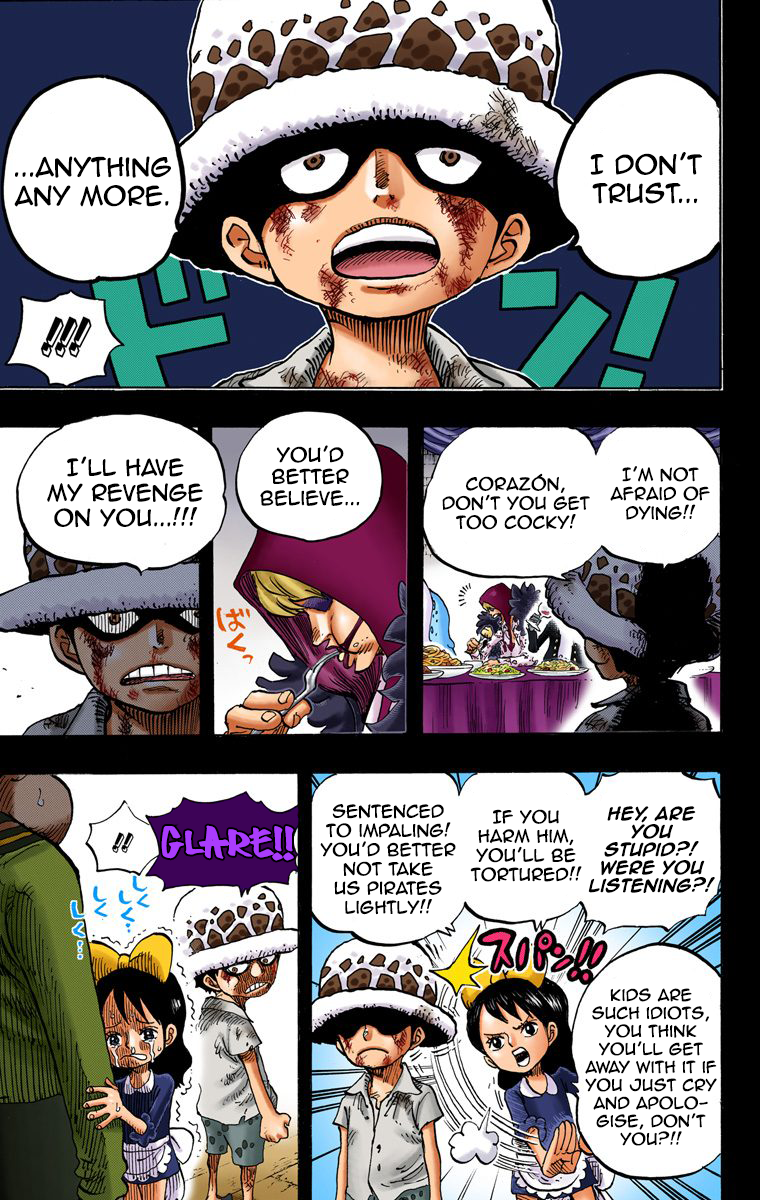 I DON'T
TRUST...
...ANYTHING
ANY MORE.
ドン!
!!!
I'M NOT
AFRAID OF
DYING!!
CORAZÓN,
DON'T YOU GET
TOO COCKY!
YOU'D
BETTER
BELIEVE...
ばくっ
I'LL HAVE
MY REVENGE
ON YOU...!!!
HEY, ARE
YOU
STUPID?!
WERE YOU
LISTENING?!
IF YOU
HARM HIM,
YOU'LL BE
TORTURED!!
SENTENCED
TO IMPALING!
YOU'D BETTER
NOT TAKE
US PIRATES
LIGHTLY!!
スパン!!
KIDS ARE
SUCH IDIOTS,
YOU THINK
YOU'LL GET
AWAY WITH IT IF
YOU JUST CRY
AND APOLO-
GISE, DON'T
YOU?!!
GLARE!!
!!
しく
しく
しく...